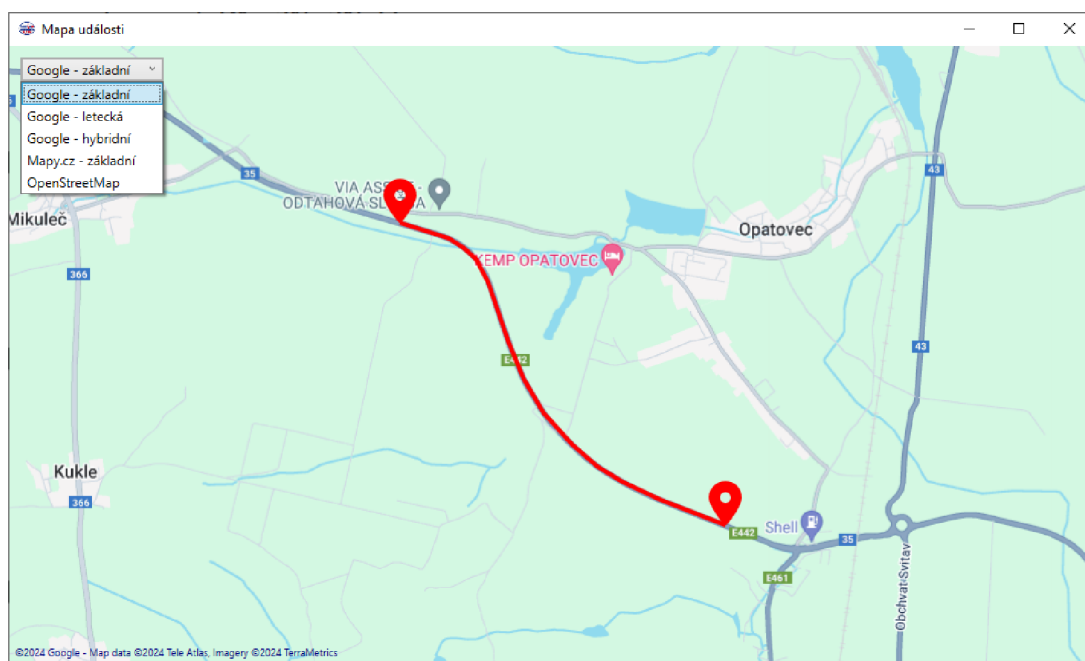 Mapa události
Google - základní
Google - základní
Google - letecká
Google - hybridní
Mapy.cz - základní
OpenStreetMap
35
43
VIA
ODTAHOVÁ
Mikuleč
Opatovec
KEMP OPATOVEC
366
43
E442
Kukle
366
Shell
E442
35
E461
Obchvat Svitav
©2024 Google - Map data ©2024 Tele Atlas, Imagery ©2024 TerraMetrics